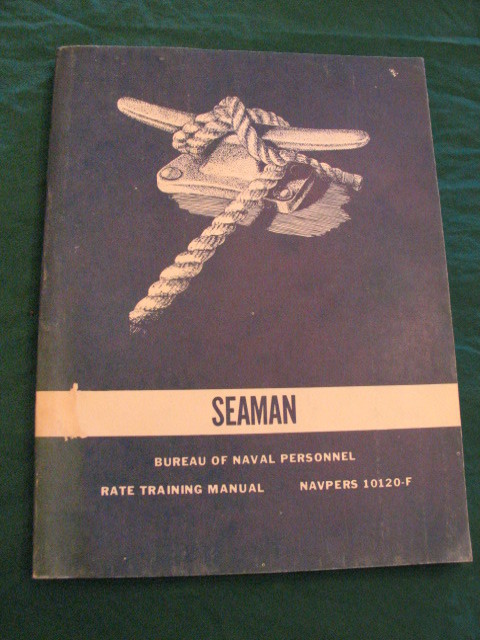 SEAMAN
BUREAU OF NAVAL PERSONNEL
RATE TRAINING MANUAL NAVPERS 10120-F